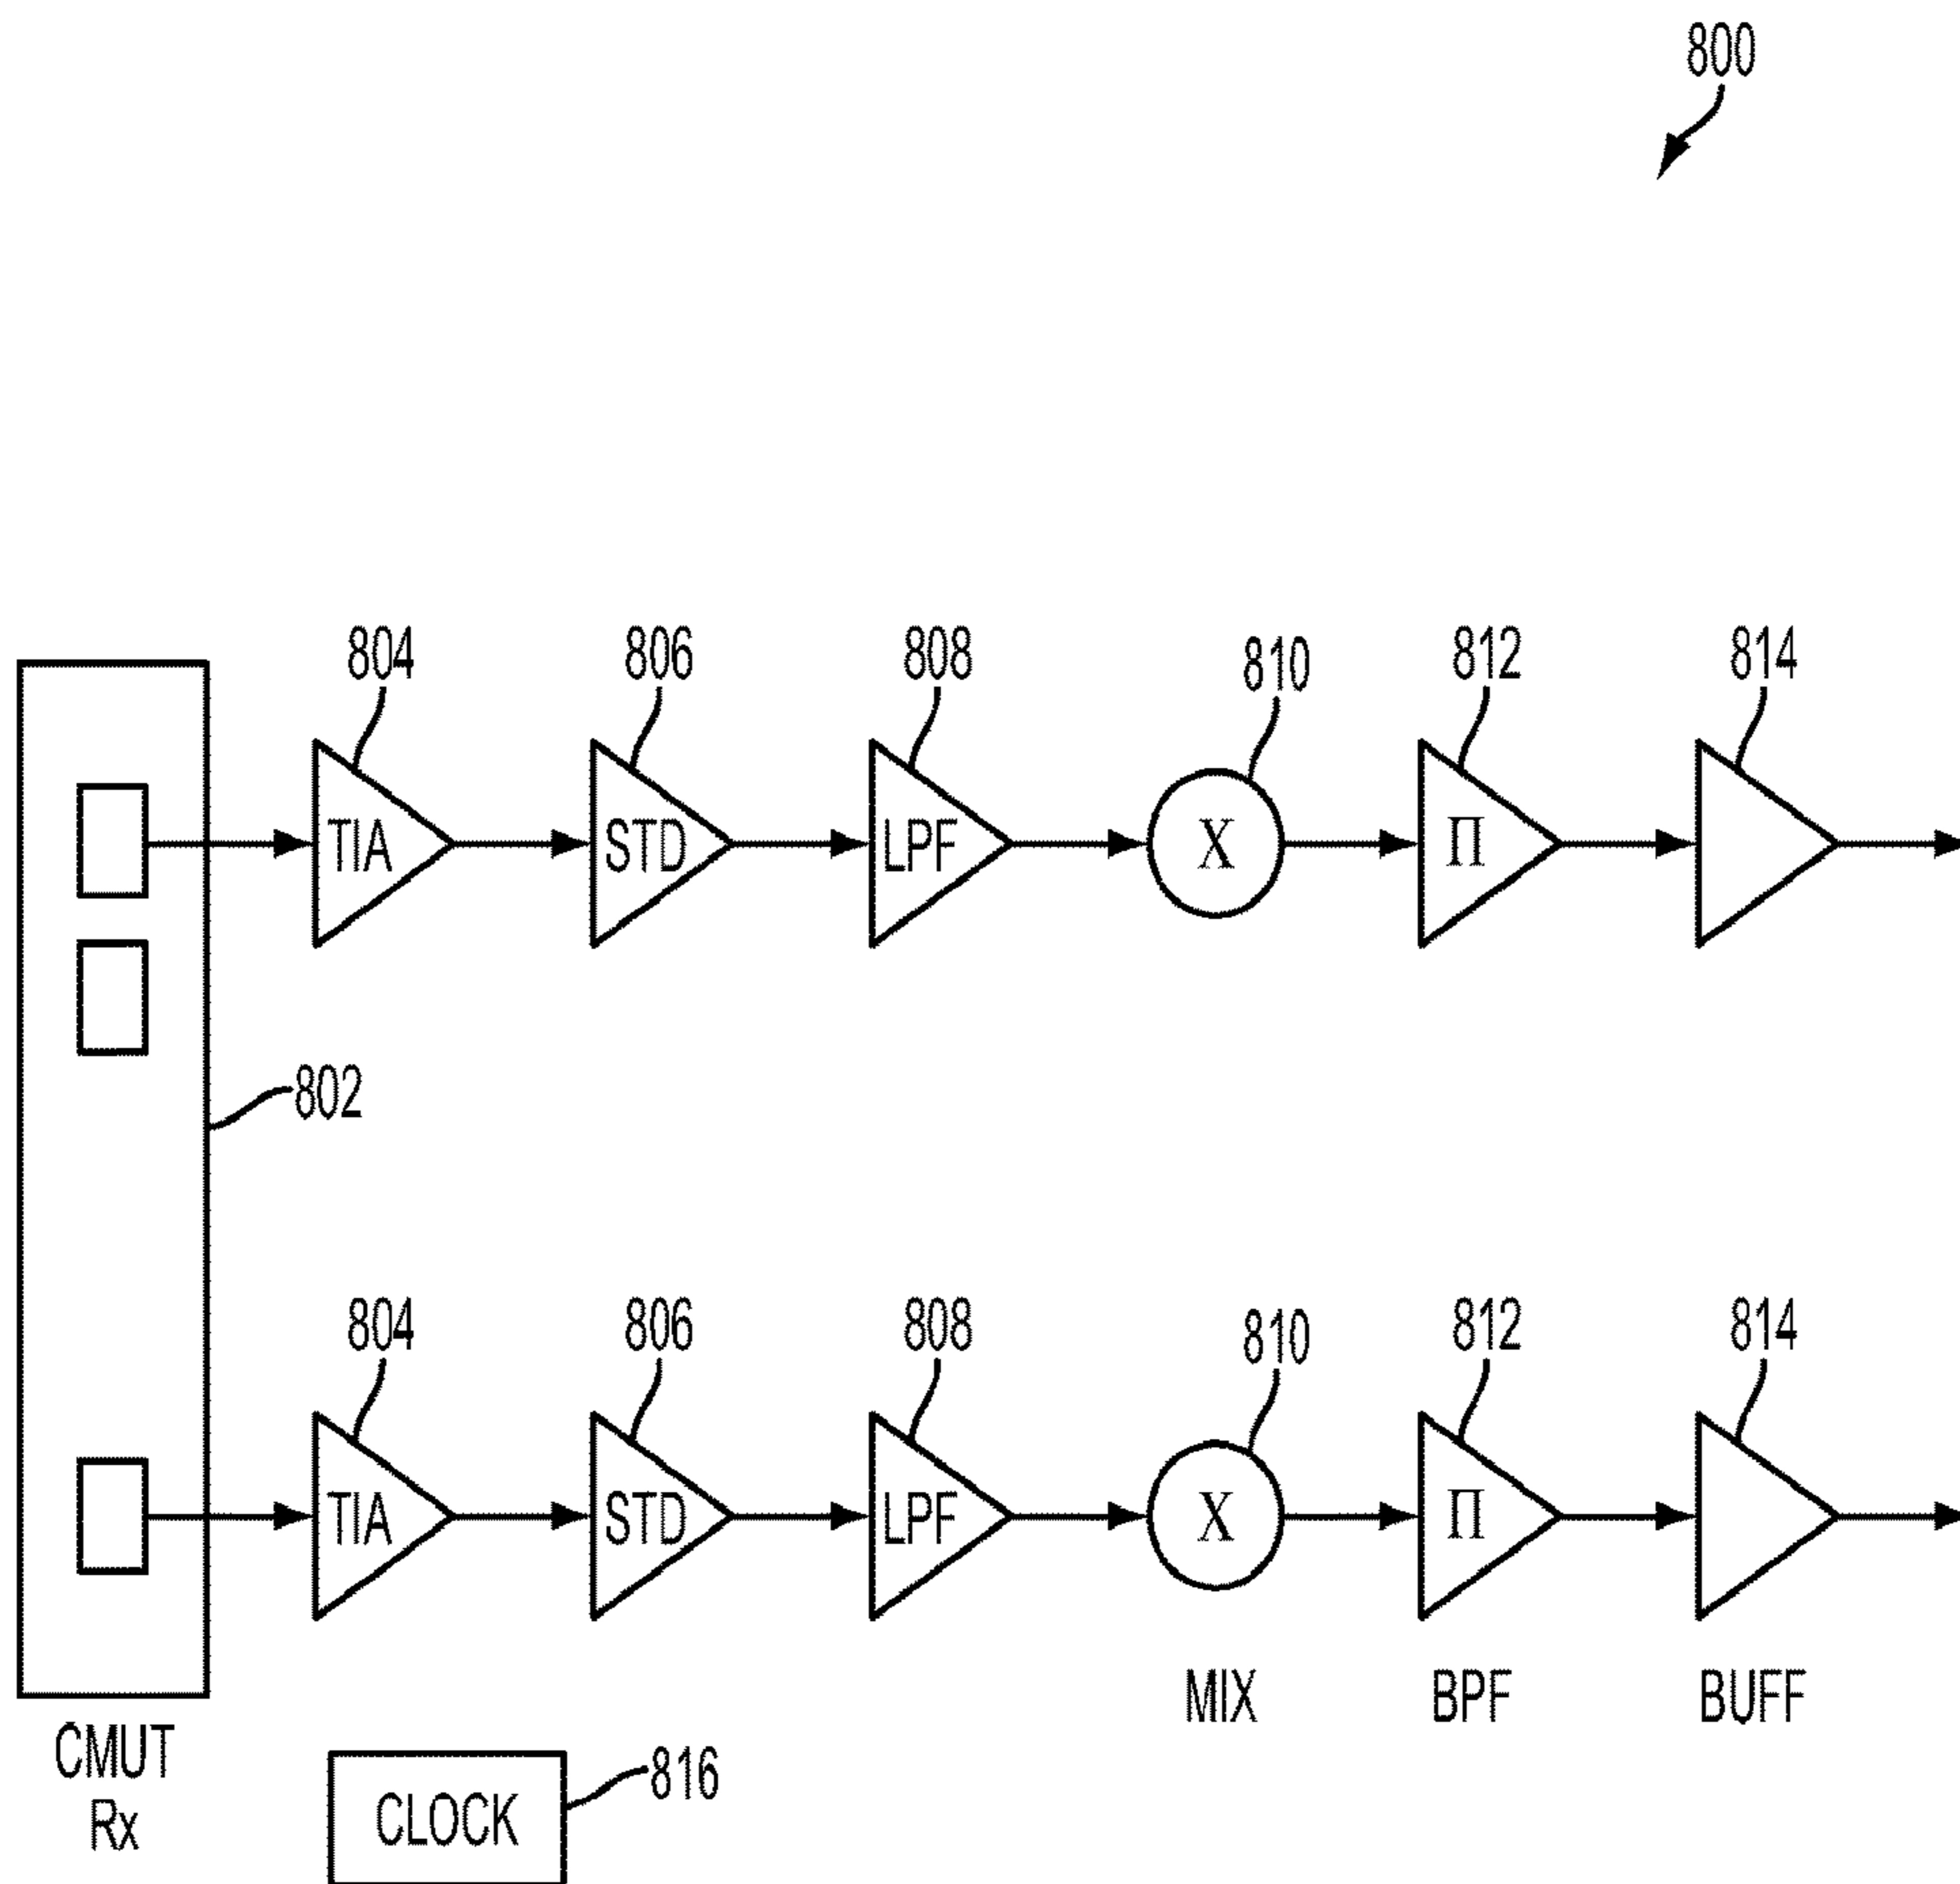 800
804 806 808 810 812 814
TIA STD LPF X Π
802
804 806 808 810 812 814
TIA STD LPF X Π
MIX BPF BUFF
CMUT
Rx
816
CLOCK